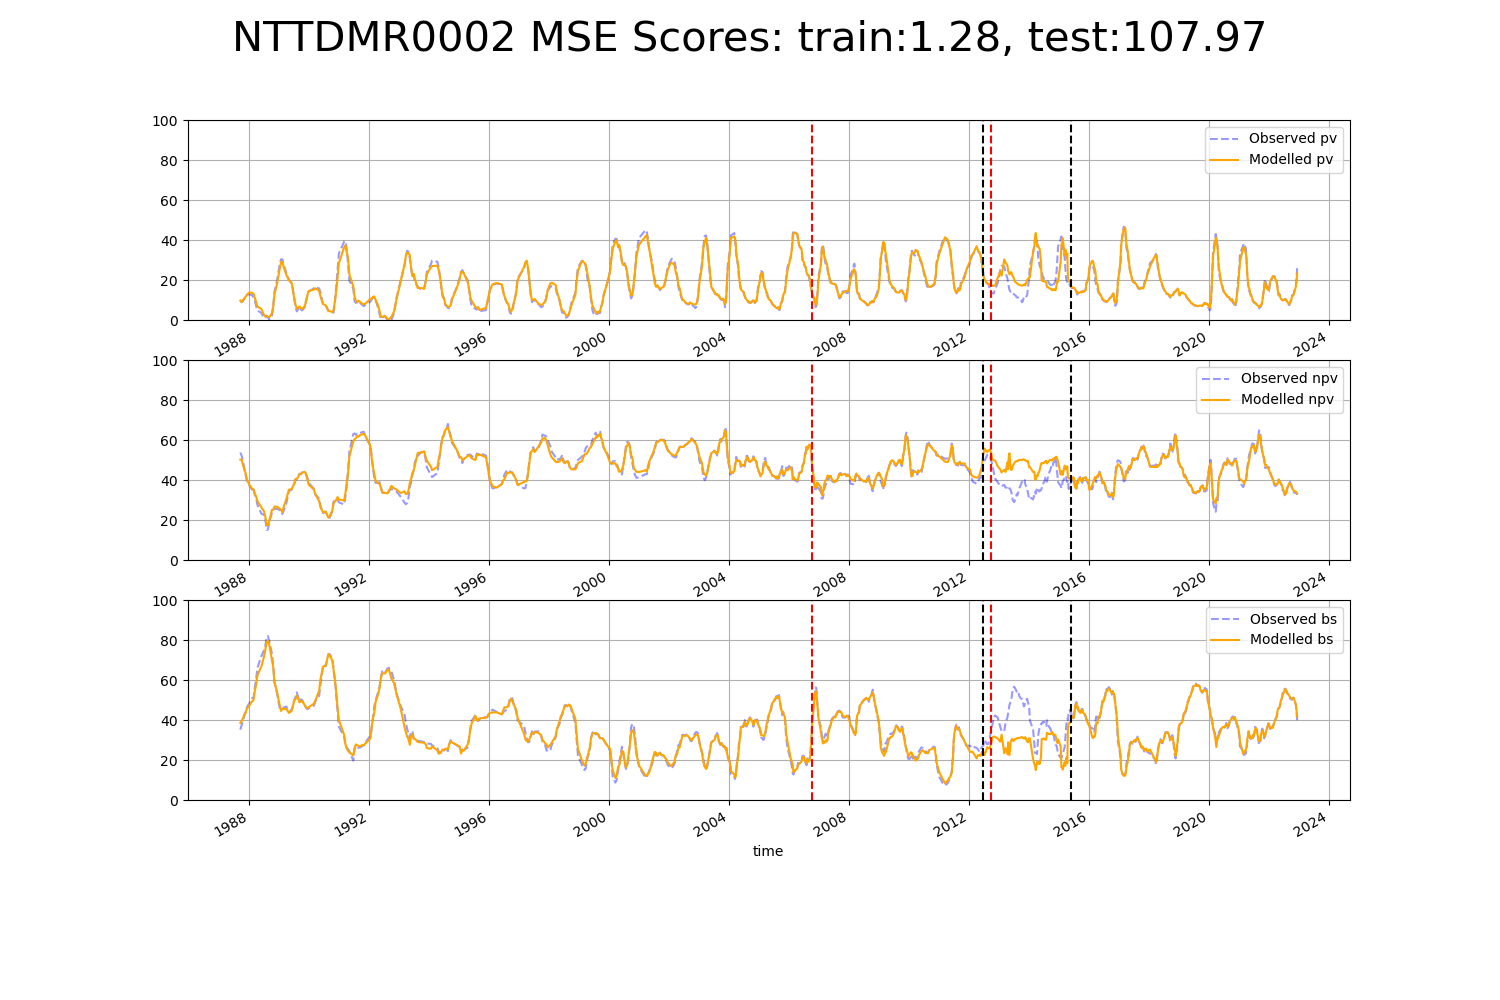 NTTDMR0002 MSE Scores: train:1.28, test:107.97
100
80
60
40
20
0
Observed pv
Modelled pv
1988 1992 1996 2000 2004 2008 2012 2016 2020 2024
100
80
60
40
20
0
Observed npv
Modelled npv
1988 1992 1996 2000 2004 2008 2012 2016 2020 2024
100
80
60
40
20
0
Observed bs
Modelled bs
1988 1992 1996 2000 2004 2008 2012 2016 2020 2024
time